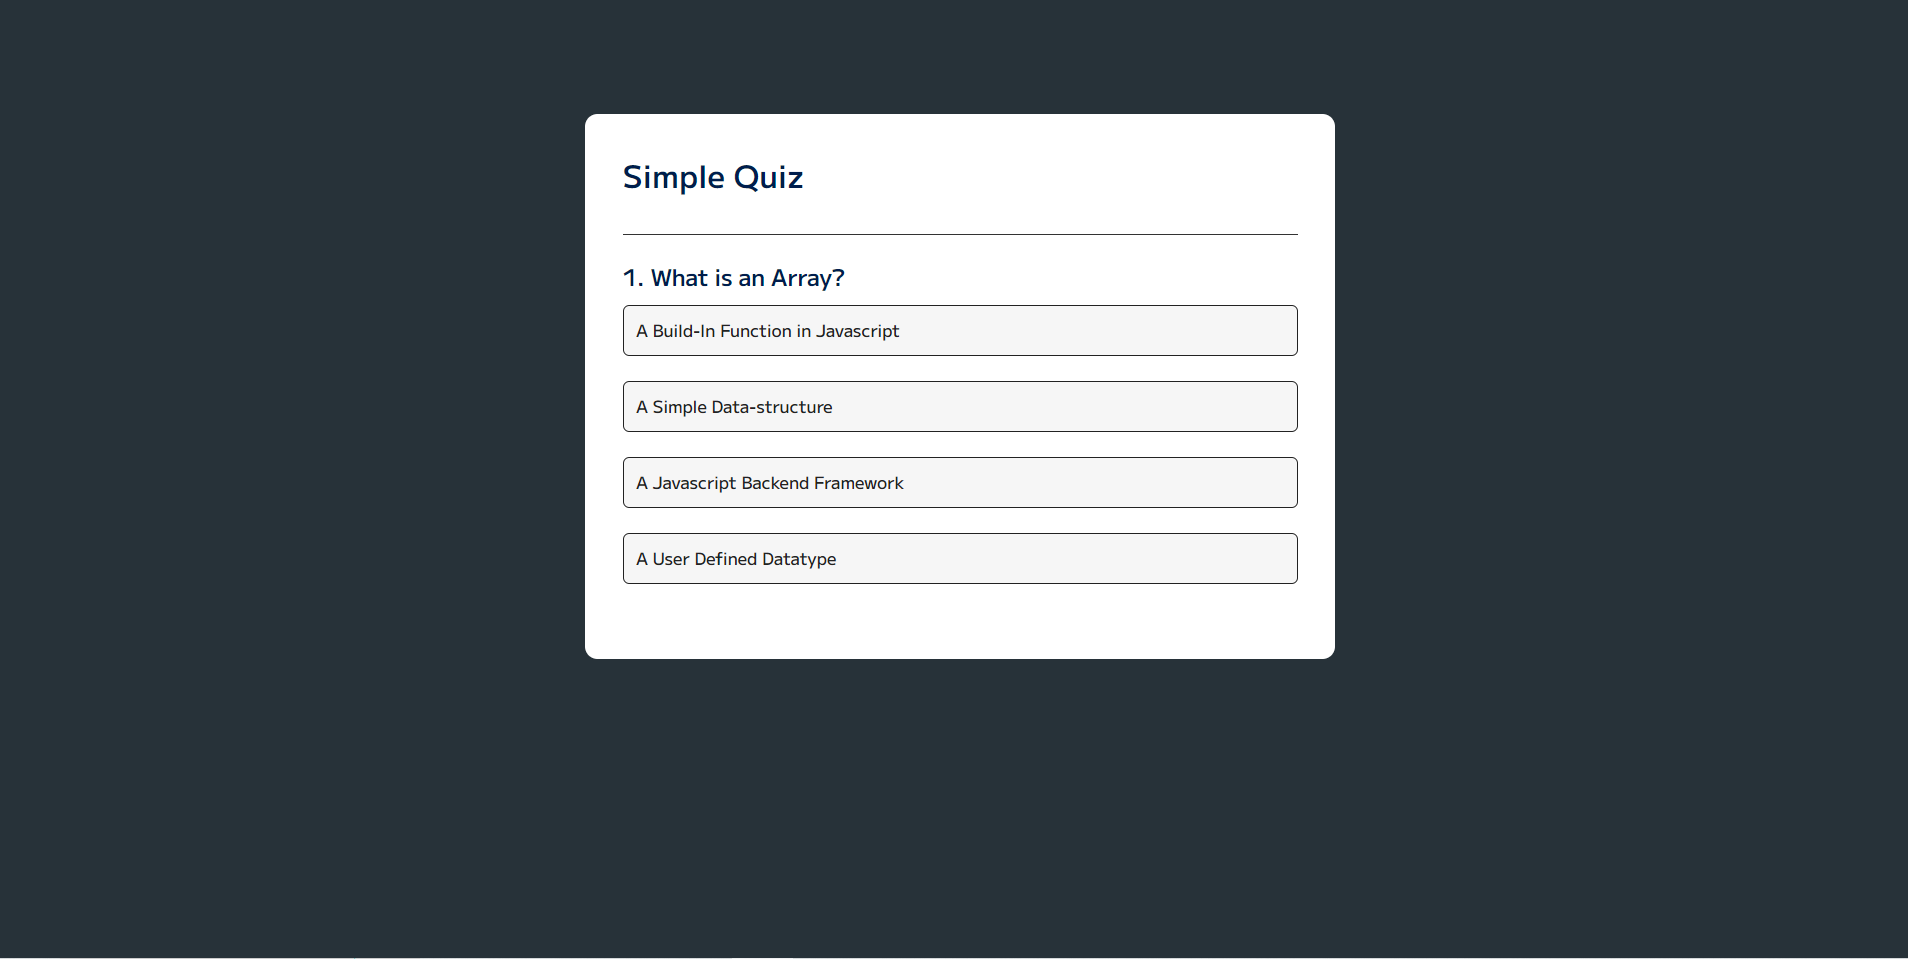 Simple Quiz
1. What is an Array?
A Build-In Function in Javascript
A Simple Data-structure
A Javascript Backend Framework
A User Defined Datatype